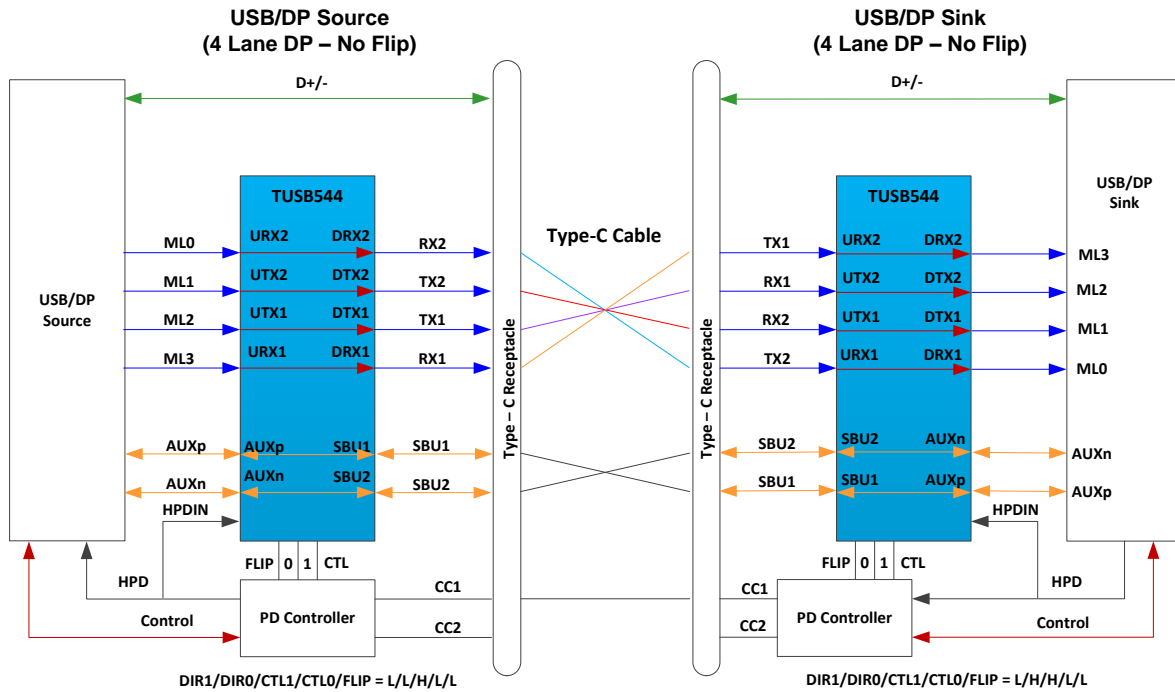 USB/DP Source
(4 Lane DP – No Flip)
USB/DP Sink
(4 Lane DP – No Flip)
D+/-
D+/-
TUSB544
TUSB544
USB/DP
Source
USB/DP
Sink
Type-C Cable
Type – C Receptacle
Type – C Receptacle
ML0 URX2 DRX2 RX2
ML1 UTX2 DTX2 TX2
ML2 UTX1 DTX1 TX1
ML3 URX1 DRX1 RX1
TX1 URX2 DRX2 ML3
RX1 UTX2 DTX2 ML2
RX2 UTX1 DTX1 ML1
TX2 URX1 DRX1 ML0
AUXp AUXp SBU1 SBU1
AUXn AUXn SBU2 SBU2
SBU2 SBU2 AUXn AUXn
SBU1 SBU1 AUXp AUXp
HPDIN
HPDIN
FLIP 0 1 CTL
FLIP 0 1 CTL
HPD
HPD
Control
Control
PD Controller
PD Controller
CC1
CC2
CC1
CC2
DIR1/DIR0/CTL1/CTL0/FLIP = L/L/H/L/L
DIR1/DIR0/CTL1/CTL0/FLIP = L/H/H/L/L